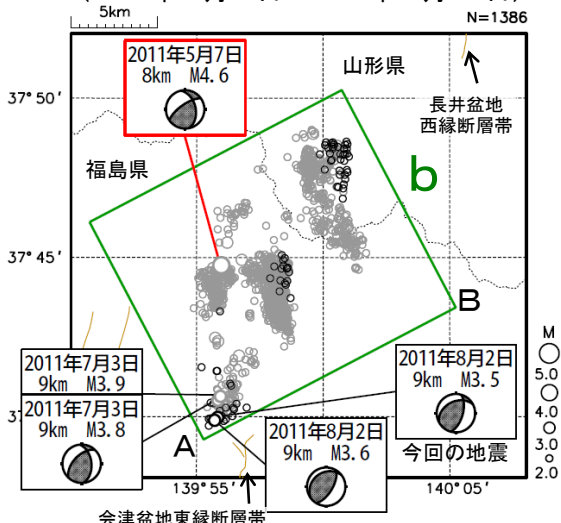 5km
N=1386
2011年5月7日
8km M4.6
山形県
長井盆地
西縁断層帯
37°50′
福島県
b
37°45′
B
M
5.0
4.0
3.0
2.0
2011年7月3日
9km M3.9
2011年7月3日
9km M3.8
2011年8月2日
9km M3.5
今回の地震
A
2011年8月2日
9km M3.6
139°55′
140°05′
会津盆地東縁断層帯